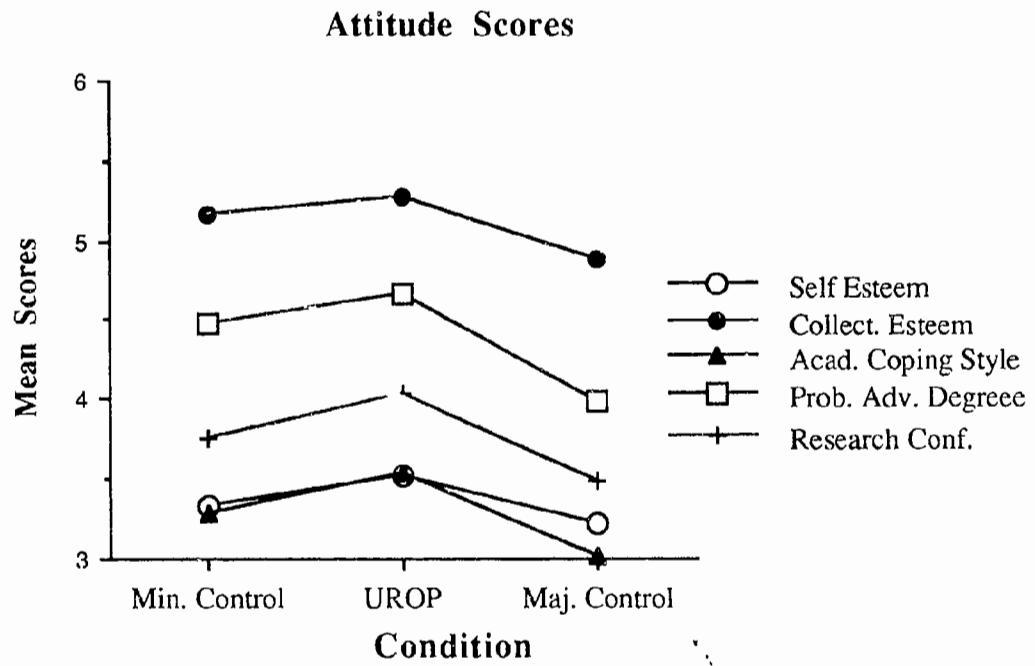 Attitude Scores
6
5
4
3
Mean Scores
Min. Control
UROP
Maj. Control
Condition
Self Esteem
Collect. Esteem
Acad. Coping Style
Prob. Adv. Degreee
Research Conf.